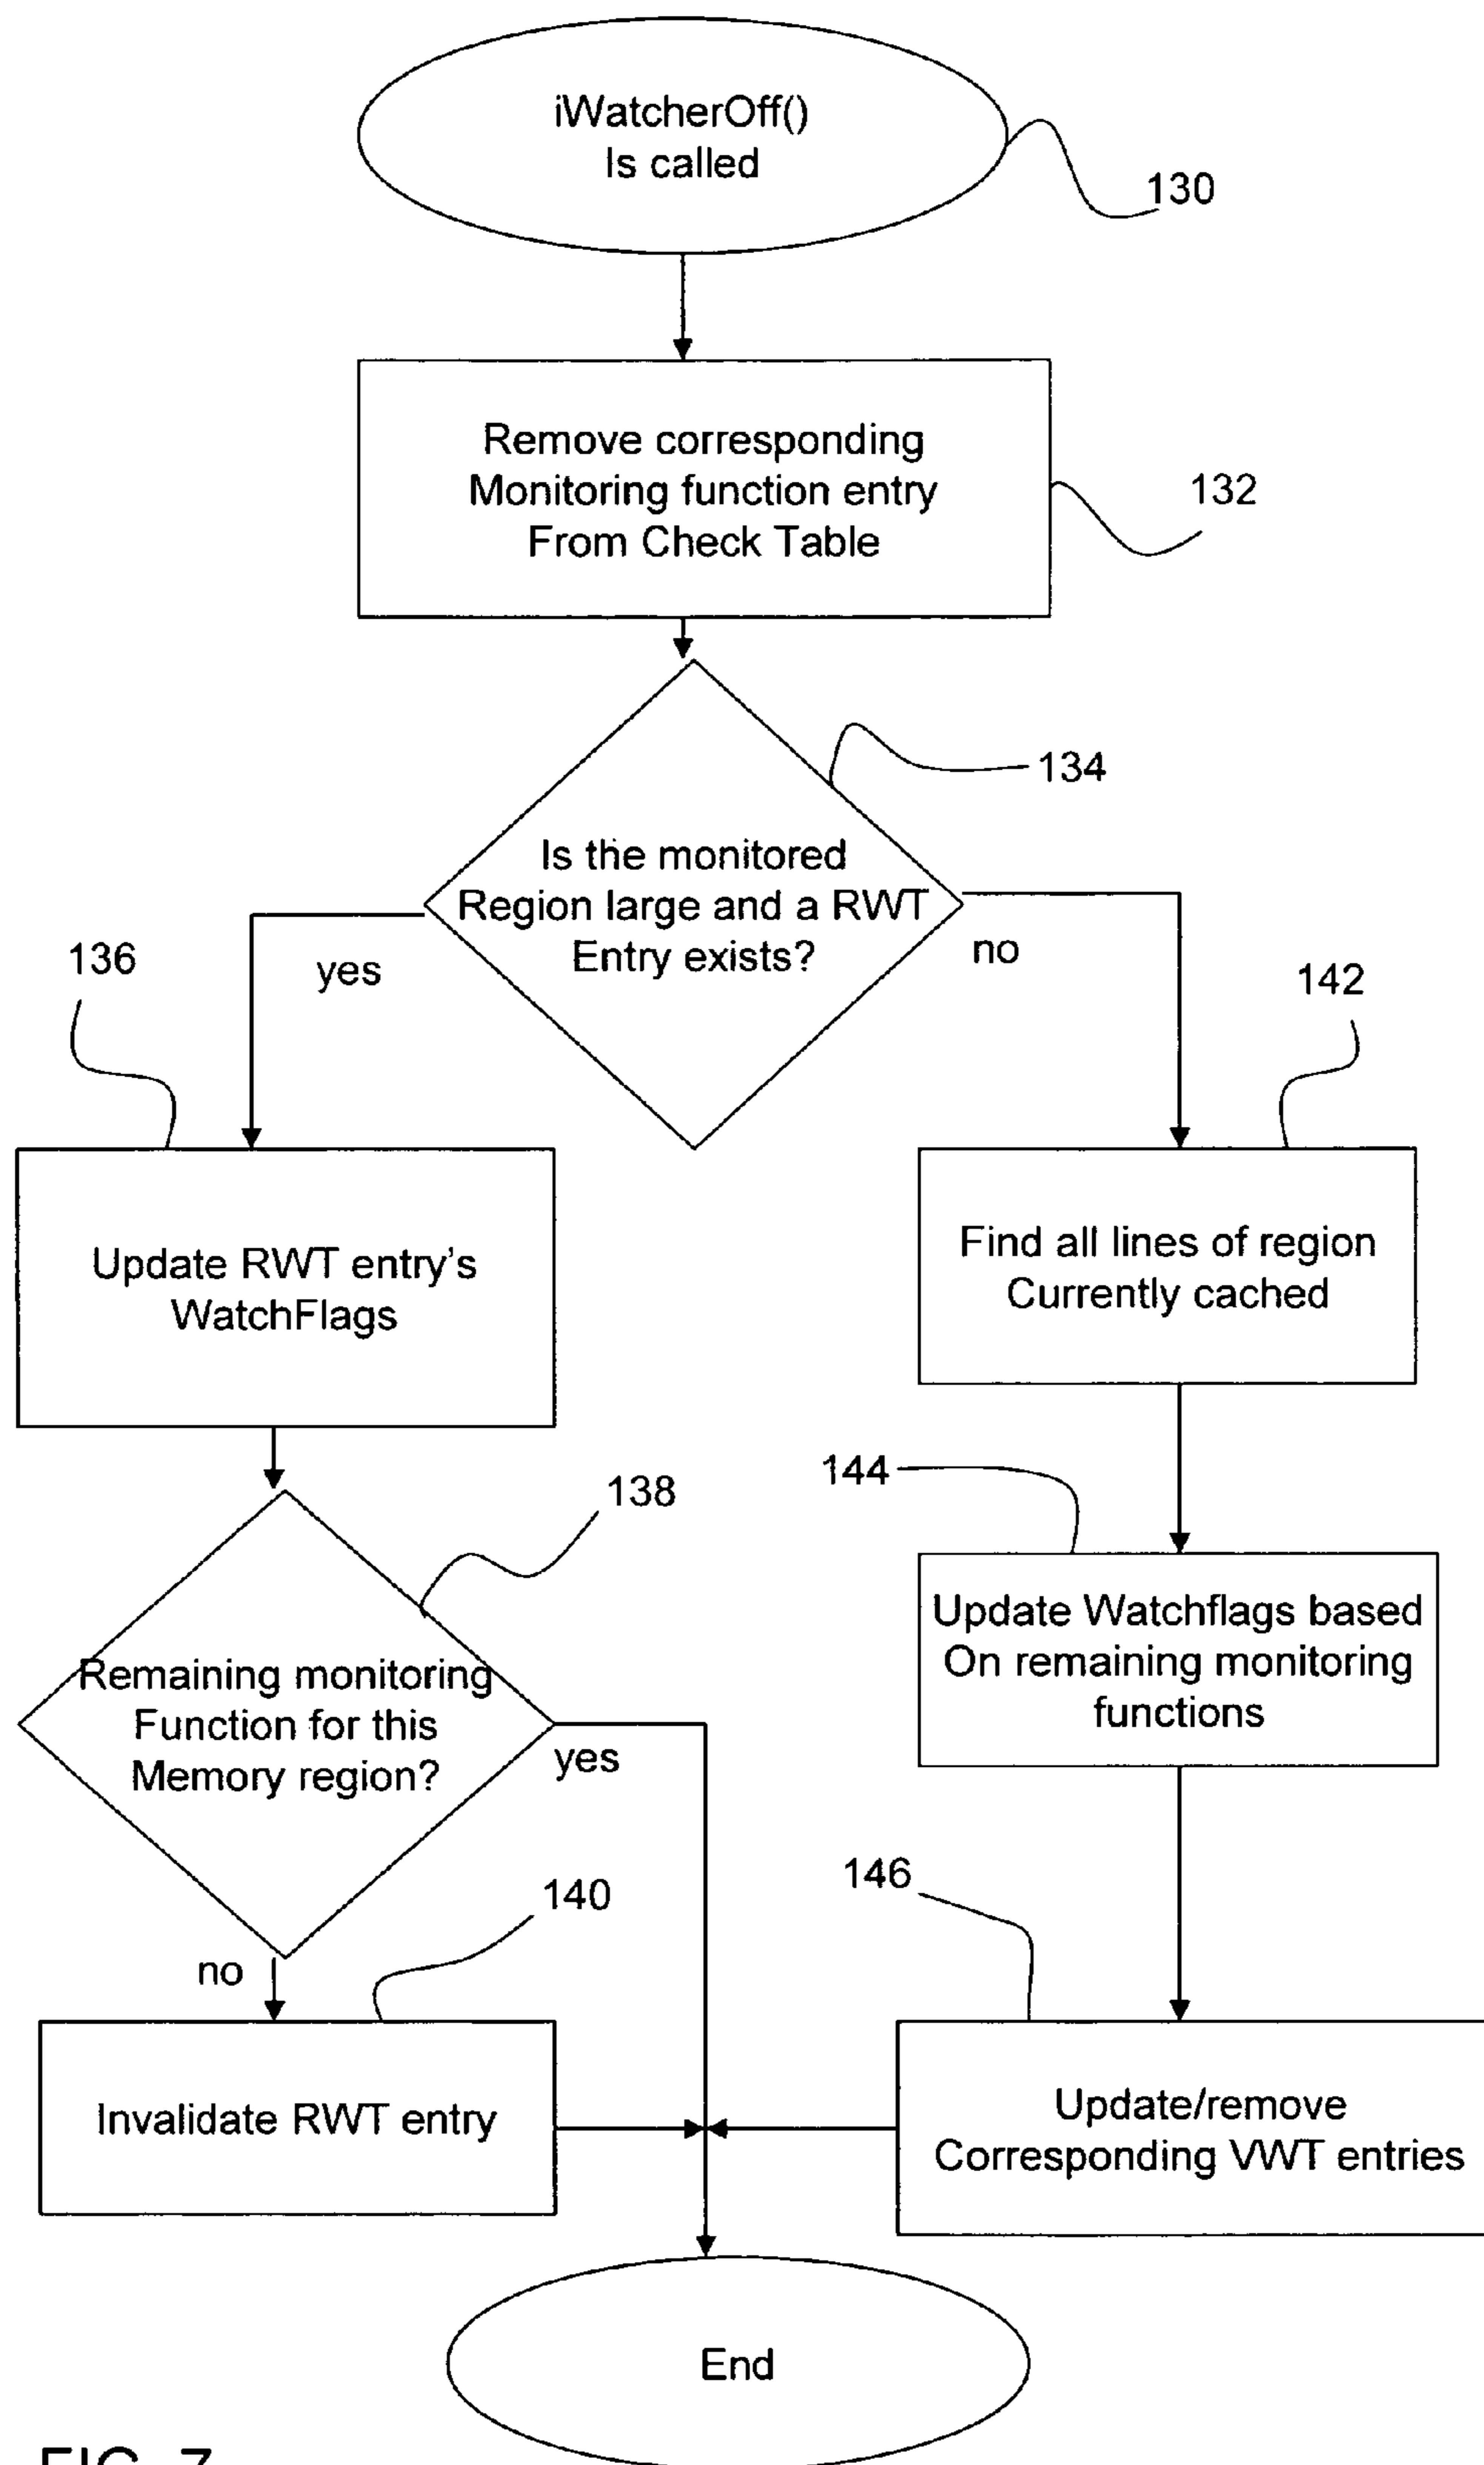 iWatcherOff()
Is called
130
Remove corresponding
Monitoring function entry
From Check Table
132
134
Is the monitored
Region large and a RWT
Entry exists?
yes
no
136
142
Update RWT entry's
WatchFlags
Find all lines of region
Currently cached
138
144
Remaining monitoring
Function for this
Memory region?
yes
no
Update Watchflags based
On remaining monitoring
functions
140
146
Invalidate RWT entry
Update/remove
Corresponding VWT entries
End
FIG. 7